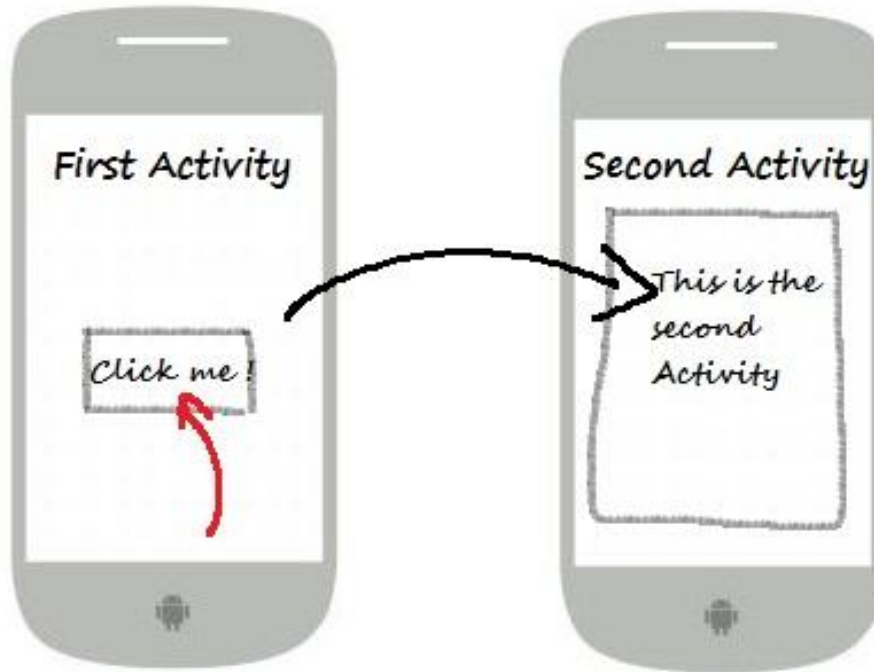 First Activity
Click me !
Second Activity
This is the
second
Activity